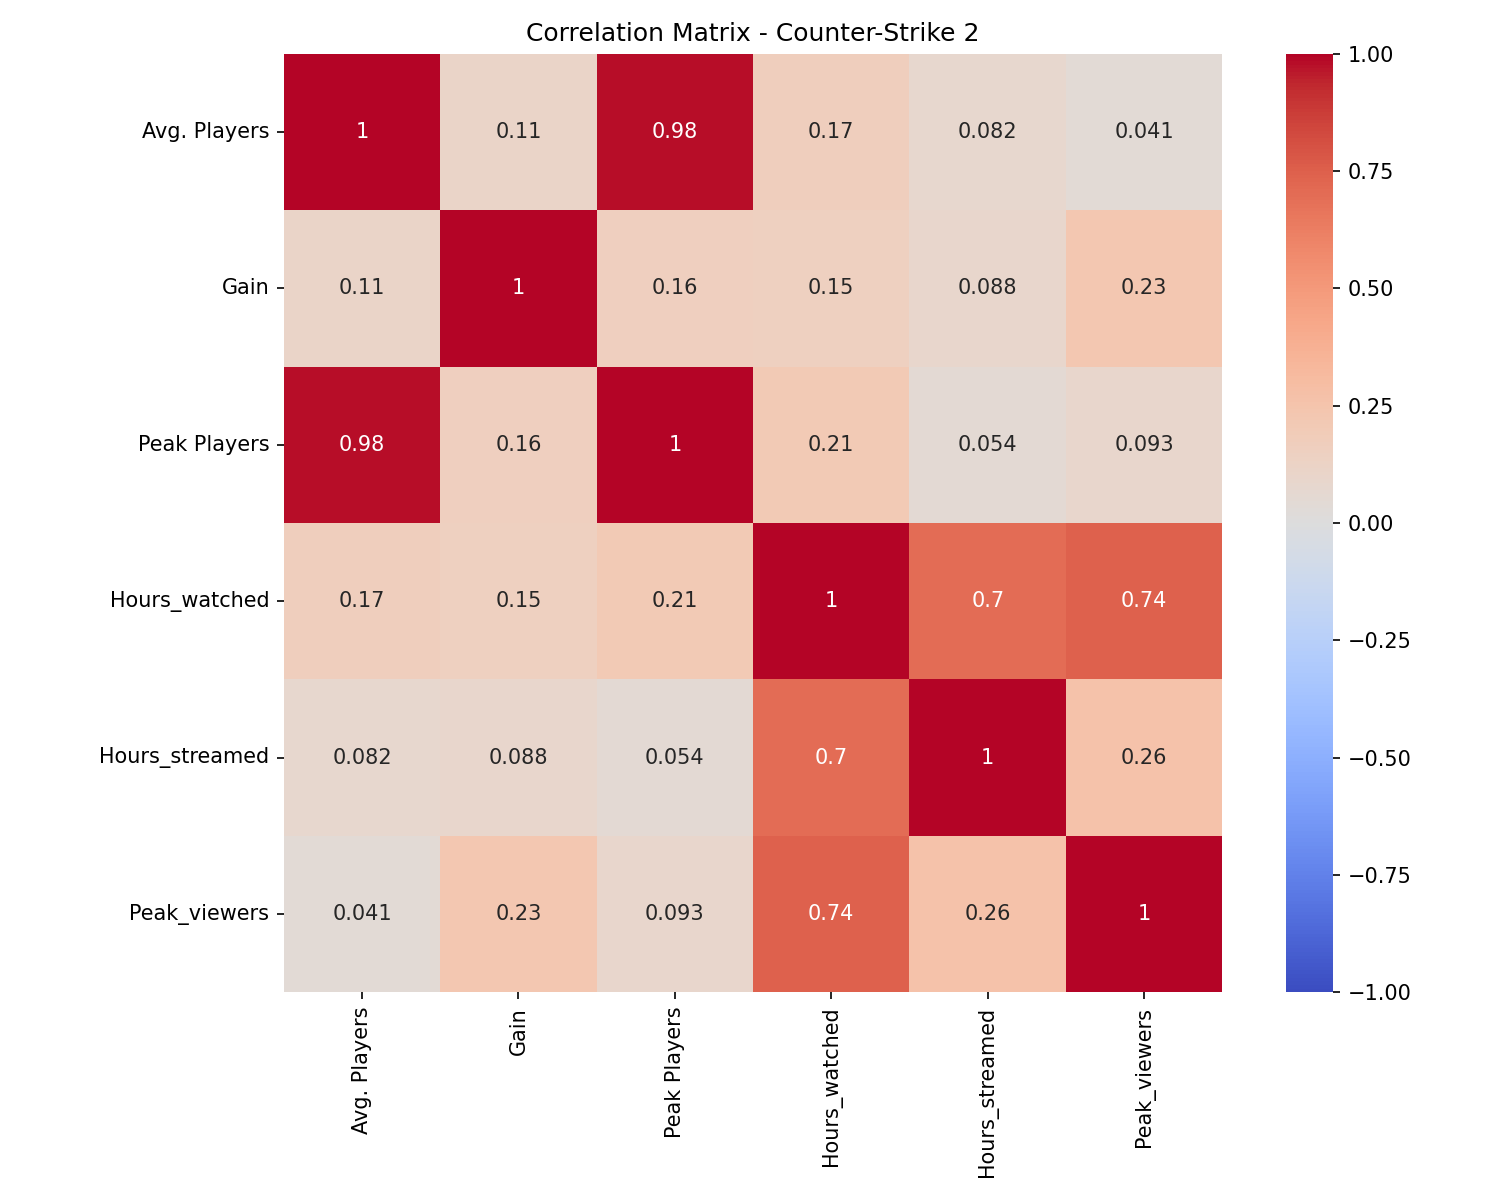 Correlation Matrix - Counter-Strike 2
Avg. Players 1 0.11 0.98 0.17 0.082 0.041
Gain 0.11 1 0.16 0.15 0.088 0.23
Peak Players 0.98 0.16 1 0.21 0.054 0.093
Hours_watched 0.17 0.15 0.21 1 0.7 0.74
Hours_streamed 0.082 0.088 0.054 0.7 1 0.26
Peak_viewers 0.041 0.23 0.093 0.74 0.26 1
Avg. Players
Gain
Peak Players
Hours_watched
Hours_streamed
Peak_viewers
1.00
0.75
0.50
0.25
0.00
−0.25
−0.50
−0.75
−1.00